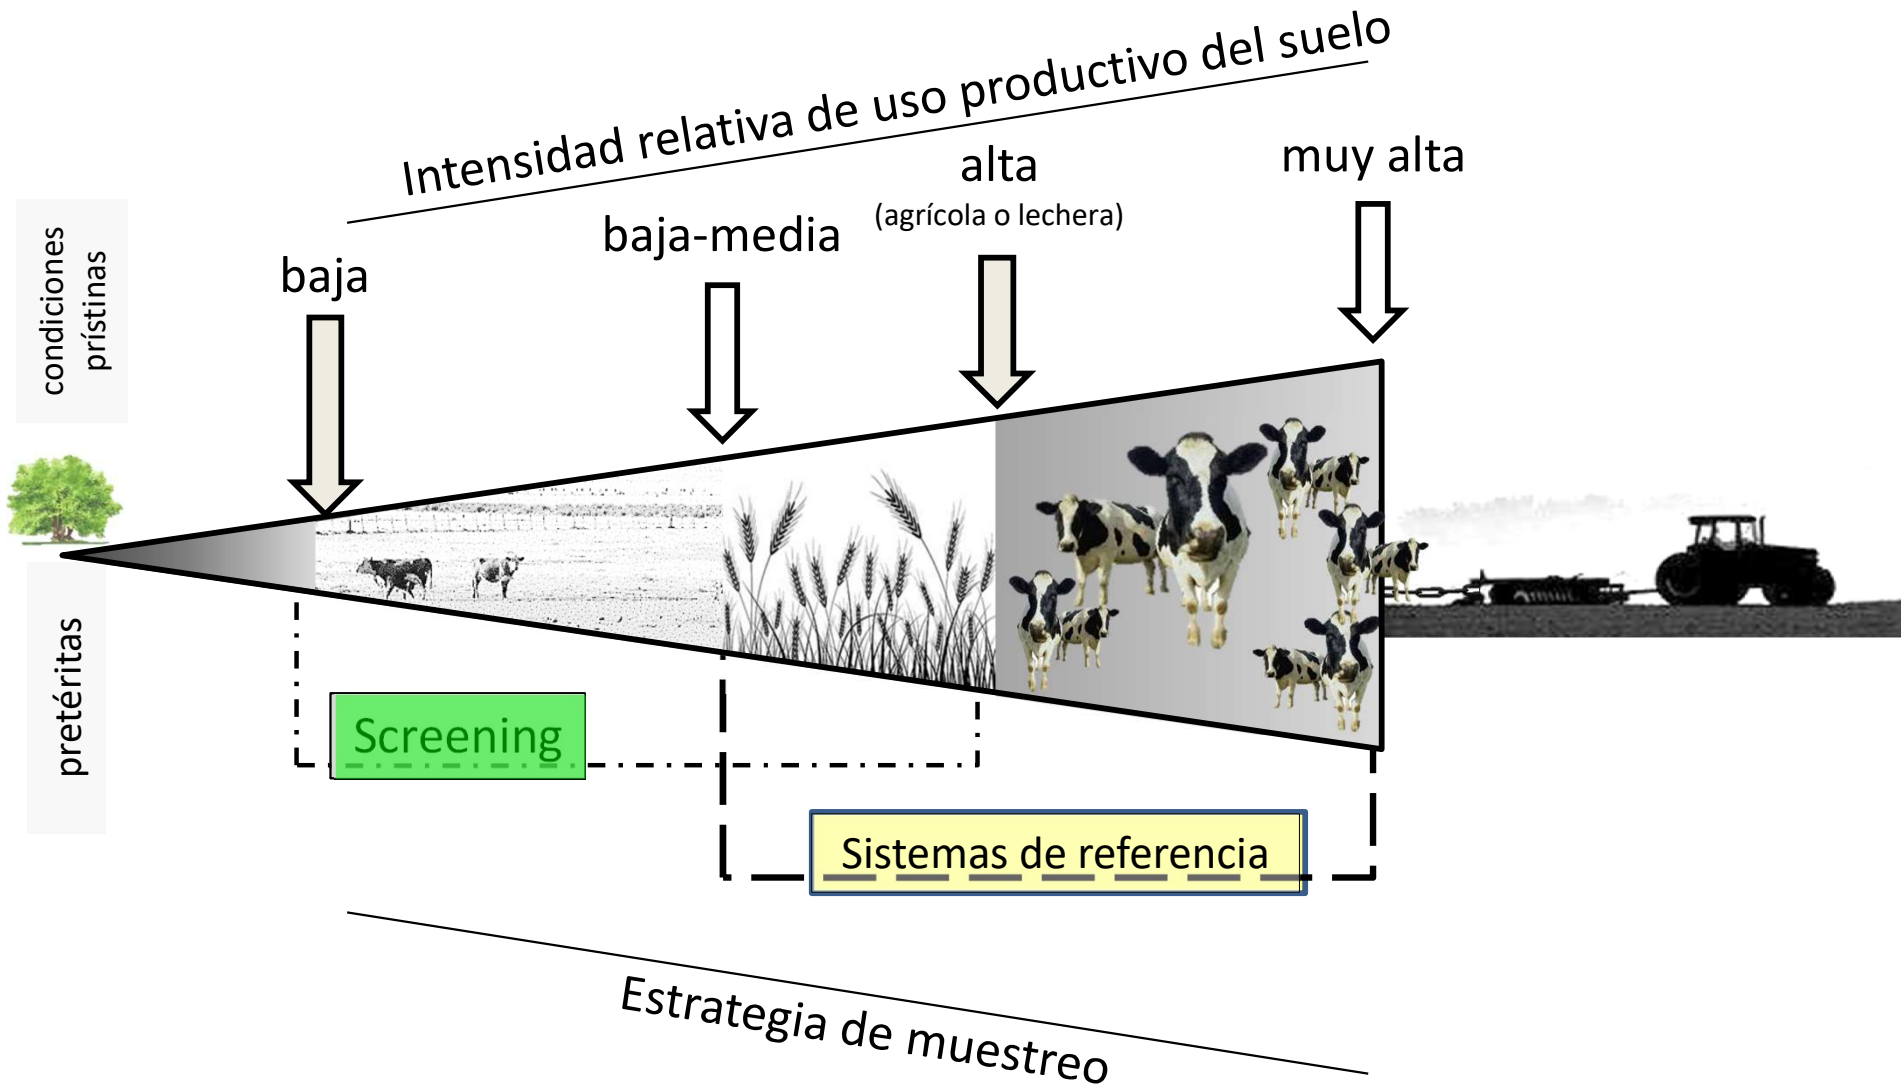 Intensidad relativa de uso productivo del suelo
muy alta
alta
(agrícola o lechera)
baja-media
baja
condiciones
prístinas
pretéritas
Screening
Sistemas de referencia
Estrategia de muestreo